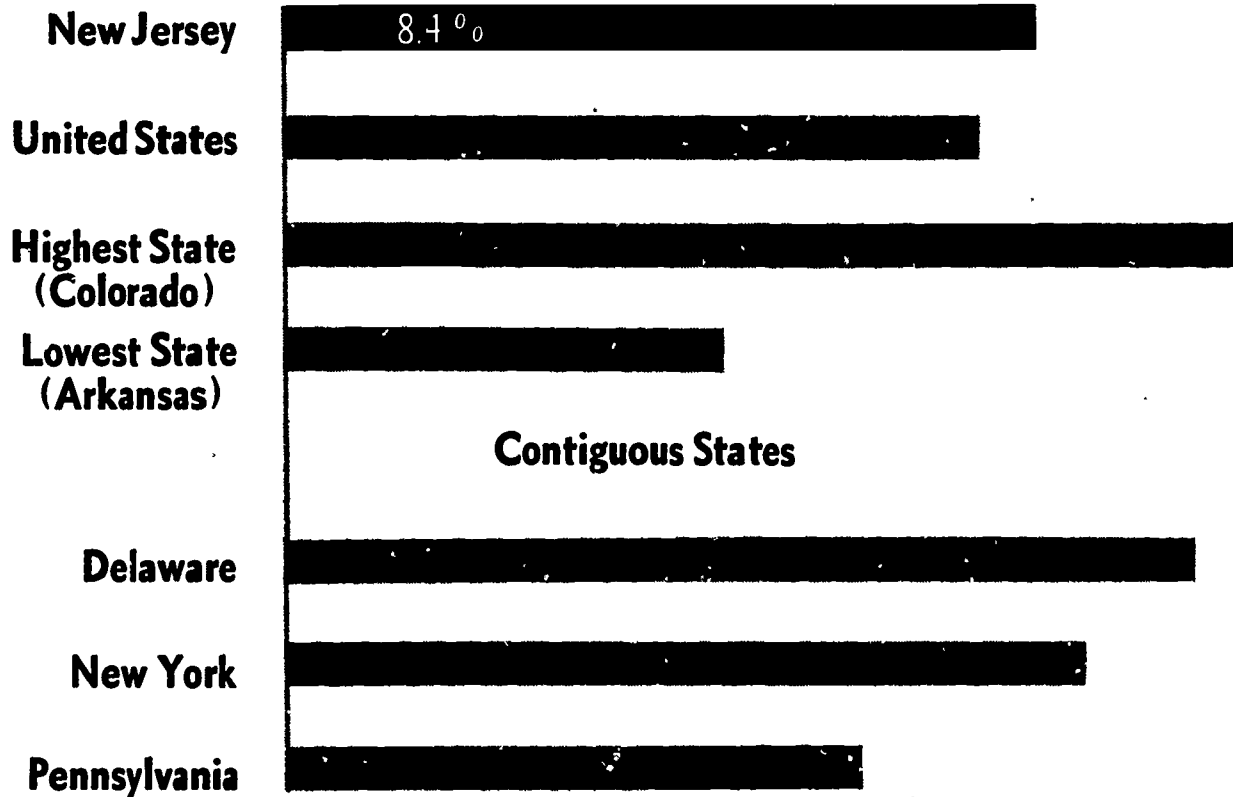 New Jersey
8.4%
United States
Highest State
(Colorado)
Lowest State
(Arkansas)
Contiguous States
Delaware
New York
Pennsylvania